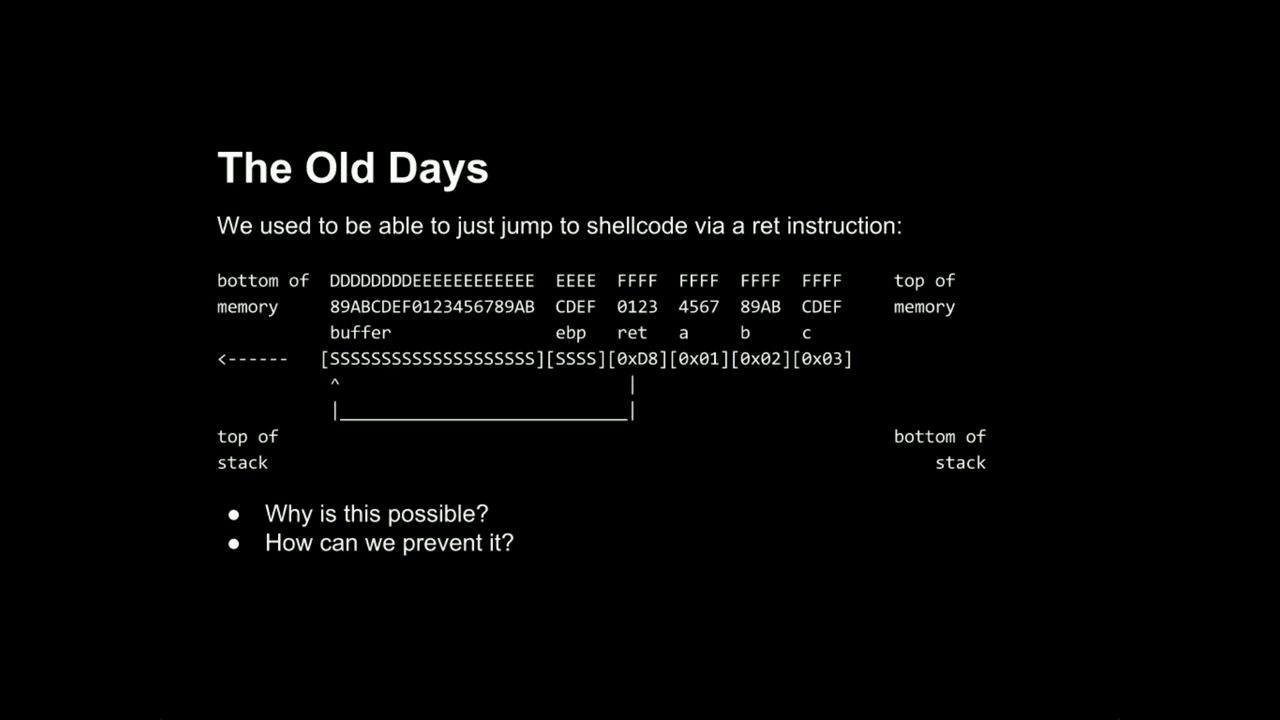 The Old Days
We used to be able to just jump to shellcode via a ret instruction:
bottom of DDDDDDDDEEEEEEEEEEEE EEEE FFFF FFFF FFFF FFFF top of
memory 89ABCDEF0123456789AB CDEF 0123 4567 89AB CDEF memory
buffer ebp ret a b c
<------ [SSSSSSSSSSSSSSSSSSSS][SSSS][0xD8][0x01][0x02][0x03]
^ |
|____________________________|
top of bottom of
stack stack
● Why is this possible?
● How can we prevent it?